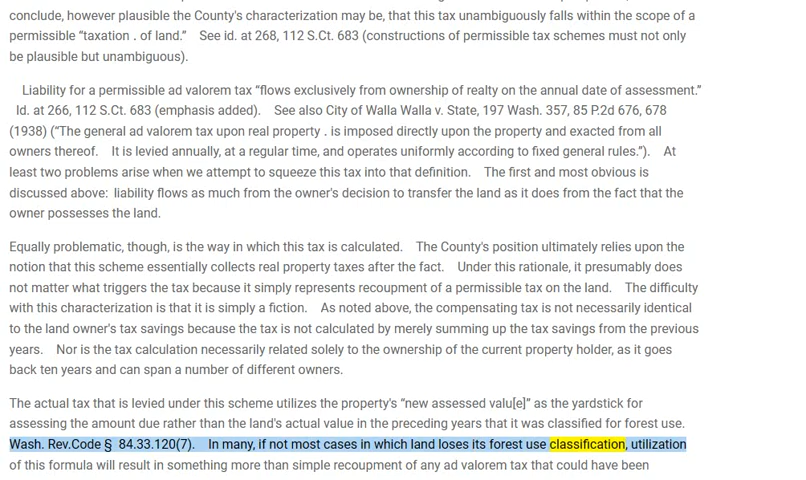 conclude, however plausible the County's characterization may be, that this tax unambiguously falls within the scope of a
permissible "taxation . of land." See id. at 268, 112 S.Ct. 683 (constructions of permissible tax schemes must not only
be plausible but unambiguous).
Liability for a permissible ad valorem tax "flows exclusively from ownership of realty on the annual date of assessment."
Id. at 266, 112 S.Ct. 683 (emphasis added). See also City of Walla Walla v. State, 197 Wash. 357, 85 P.2d 676, 678
(1938) ("The general ad valorem tax upon real property . is imposed directly upon the property and exacted from all
owners thereof. It is levied annually, at a regular time, and operates uniformly according to fixed general rules."). At
least two problems arise when we attempt to squeeze this tax into that definition. The first and most obvious is
discussed above: liability flows as much from the owner's decision to transfer the land as it does from the fact that the
owner possesses the land.
Equally problematic, though, is the way in which this tax is calculated. The County's position ultimately relies upon the
notion that this scheme essentially collects real property taxes after the fact. Under this rationale, it presumably does
not matter what triggers the tax because it simply represents recoupment of a permissible tax on the land. The difficulty
with this characterization is that it is simply a fiction. As noted above, the compensating tax is not necessarily identical
to the land owner's tax savings because the tax is not calculated by merely summing up the tax savings from the previous
years. Nor is the tax calculation necessarily related solely to the ownership of the current property holder, as it goes
back ten years and can span a number of different owners.
The actual tax that is levied under this scheme utilizes the property's "new assessed valu[e]" as the yardstick for
assessing the amount due rather than the land's actual value in the preceding years that it was classified for forest use.
Wash. Rev.Code § 84.33.120(7). In many, if not most cases in which land loses its forest use classification, utilization
of this formula will result in something more than simple recoupment of any ad valorem tax that could have been